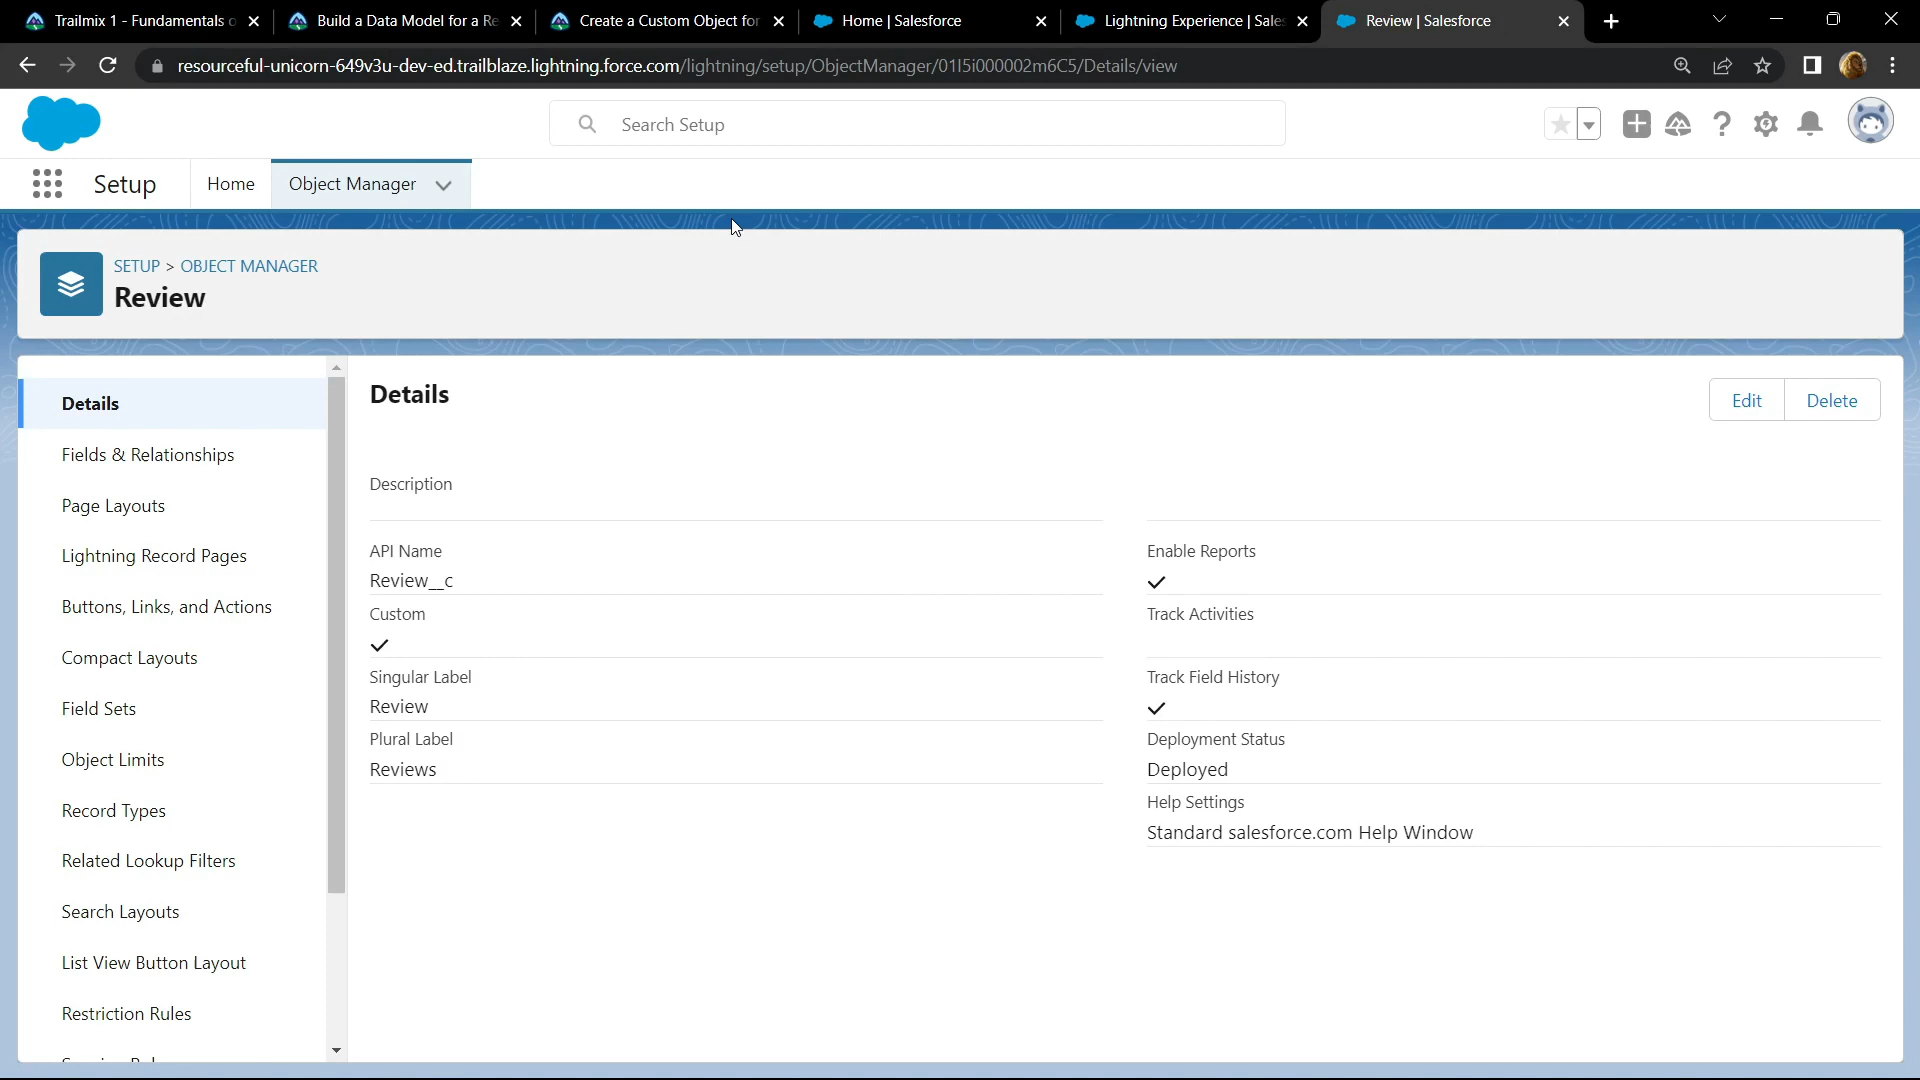 Trailmix 1 - Fundamentals o
Build a Data Model for a Re
Create a Custom Object for
Home | Salesforce
Lightning Experience | Sales
Review | Salesforce
resourceful-unicorn-649v3u-dev-ed.trailblaze.lightning.force.com/lightning/setup/ObjectManager/01I5i000002m6C5/Details/view
Search Setup
Setup
Home
Object Manager
SETUP > OBJECT MANAGER
Review
Details
Fields & Relationships
Page Layouts
Lightning Record Pages
Buttons, Links, and Actions
Compact Layouts
Field Sets
Object Limits
Record Types
Related Lookup Filters
Search Layouts
List View Button Layout
Restriction Rules
Details
Edit
Delete
Description
API Name
Review__c
Custom
Singular Label
Review
Plural Label
Reviews
Enable Reports
Track Activities
Track Field History
Deployment Status
Deployed
Help Settings
Standard salesforce.com Help Window